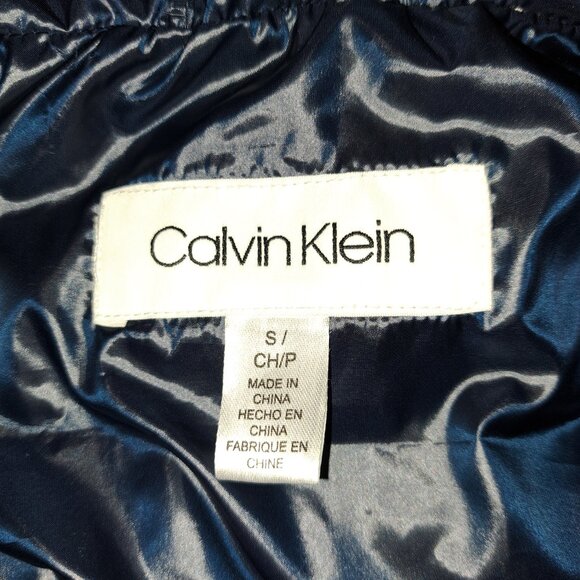 Calvin Klein
S /
CH/P
MADE IN
CHINA
HECHO EN
CHINA
FABRIQUE EN
CHINE